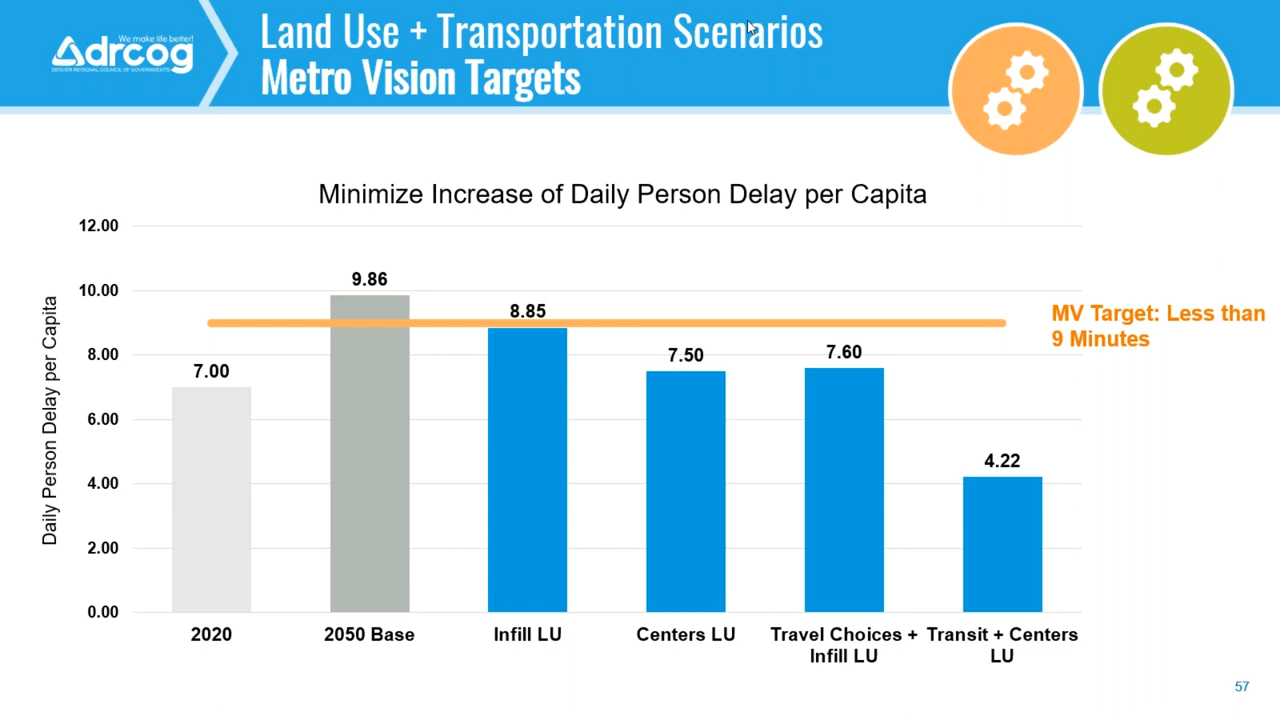 We make life better!
drcog
DENVER REGIONAL COUNCIL OF GOVERNMENTS
Land Use + Transportation Scenarios
Metro Vision Targets
Minimize Increase of Daily Person Delay per Capita
Daily Person Delay per Capita
12.00
10.00
8.00
6.00
4.00
2.00
0.00
7.00
9.86
8.85
7.50
7.60
4.22
MV Target: Less than
9 Minutes
2020
2050 Base
Infill LU
Centers LU
Travel Choices +
Infill LU
Transit + Centers
LU
57